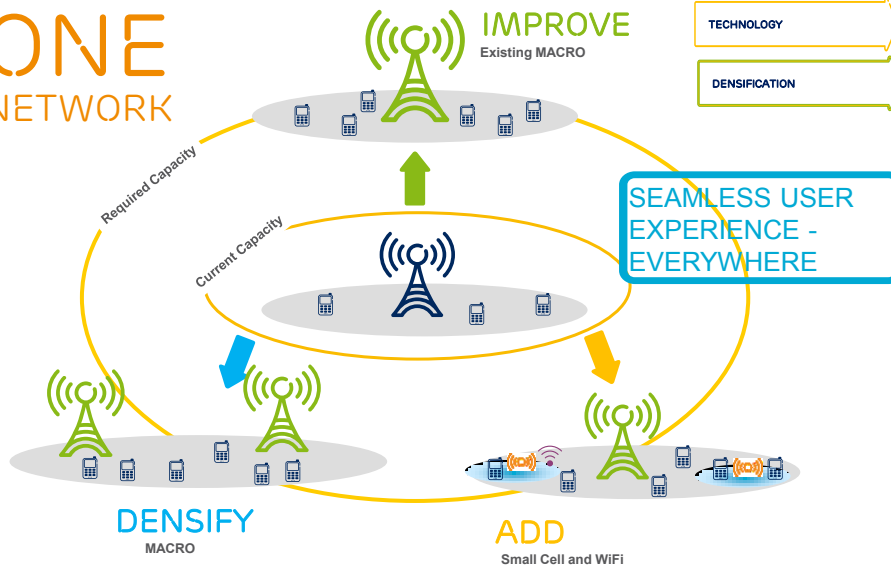 ONE
NETWORK
IMPROVE
Existing MACRO
TECHNOLOGY
DENSIFICATION
Required Capacity
SEAMLESS USER
EXPERIENCE -
EVERYWHERE
Current Capacity
DENSIFY
MACRO
ADD
Small Cell and WiFi